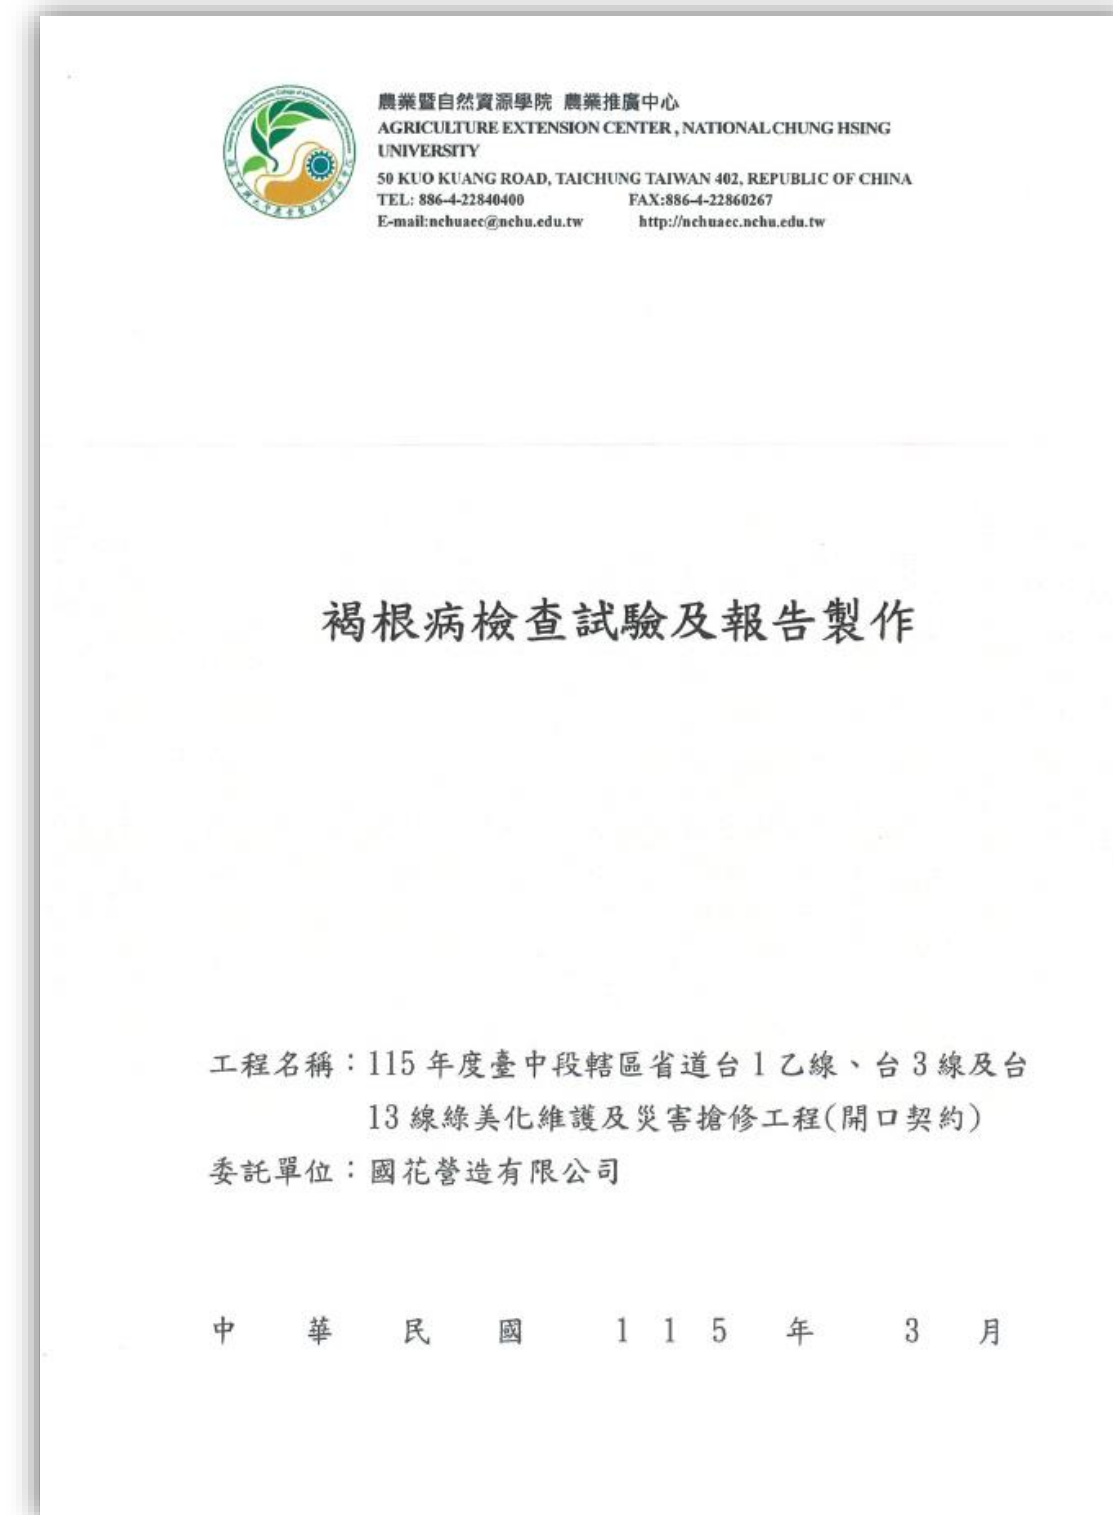 農業暨自然資源學院 農業推廣中心
AGRICULTURE EXTENSION CENTER , NATIONAL CHUNG HSING
UNIVERSITY
50 KUO KUANG ROAD, TAICHUNG TAIWAN 402, REPUBLIC OF CHINA
TEL: 886-4-22840400 FAX:886-4-22860267
E-mail:nchuaec@nchu.edu.tw http://nchuaec.nchu.edu.tw
褐根病檢查試驗及報告製作
工程名稱：115 年度臺中段轄區省道台 1 乙線、台 3 線及台
13 線綠美化維護及災害搶修工程(開口契約)
委託單位：國花營造有限公司
中 華 民 國 1 1 5 年 3 月